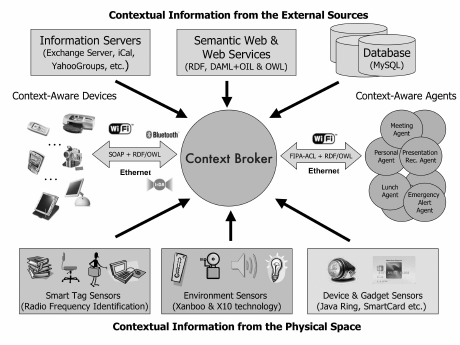 Contextual Information from the External Sources
Information Servers
(Exchange Server, iCal,
YahooGroups, etc.)
Semantic Web &
Web Services
(RDF, DAML+OIL & OWL)
Database
(MySQL)
Context-Aware Devices
Context-Aware Agents
Wi Fi
Bluetooth
SOAP + RDF/OWL
Ethernet
Context Broker
Wi Fi
FIPA-ACL + RDF/OWL
Ethernet
Meeting
Agent
Personal
Agent
Presentation
Rec. Agent
Lunch
Agent
Emergency
Alert
Agent
Smart Tag Sensors
(Radio Frequency Identification)
Environment Sensors
(Xanboo & X10 technology)
Device & Gadget Sensors
(Java Ring, SmartCard etc.)
Contextual Information from the Physical Space